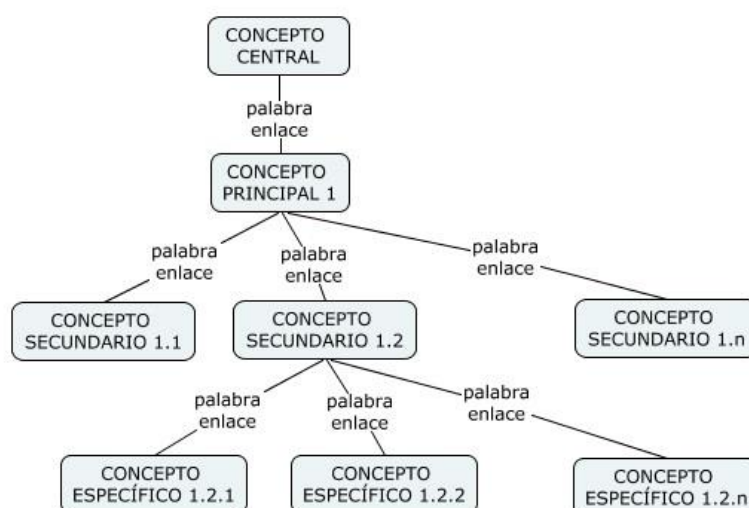 CONCEPTO
CENTRAL
palabra
enlace
CONCEPTO
PRINCIPAL 1
palabra
enlace
palabra
enlace
palabra
enlace
CONCEPTO
SECUNDARIO 1.1
CONCEPTO
SECUNDARIO 1.2
CONCEPTO
SECUNDARIO 1.n
palabra
enlace
palabra
enlace
palabra
enlace
CONCEPTO
ESPECÍFICO 1.2.1
CONCEPTO
ESPECÍFICO 1.2.2
CONCEPTO
ESPECÍFICO 1.2.n